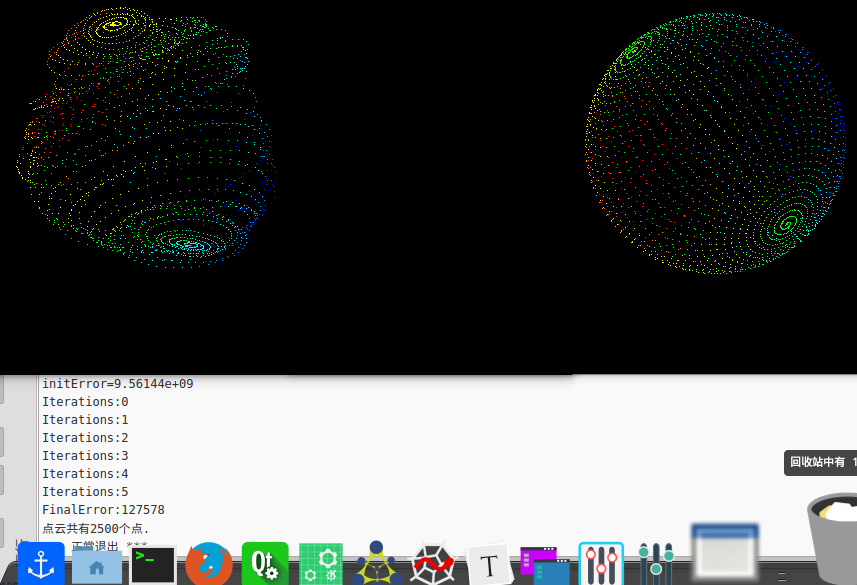 initError=9.56144e+09
Iterations:0
Iterations:1
Iterations:2
Iterations:3
Iterations:4
Iterations:5
FinalError:127578
点云共有2500个点.
正常退出 ***
回收站中有 1
>_
Qt
T